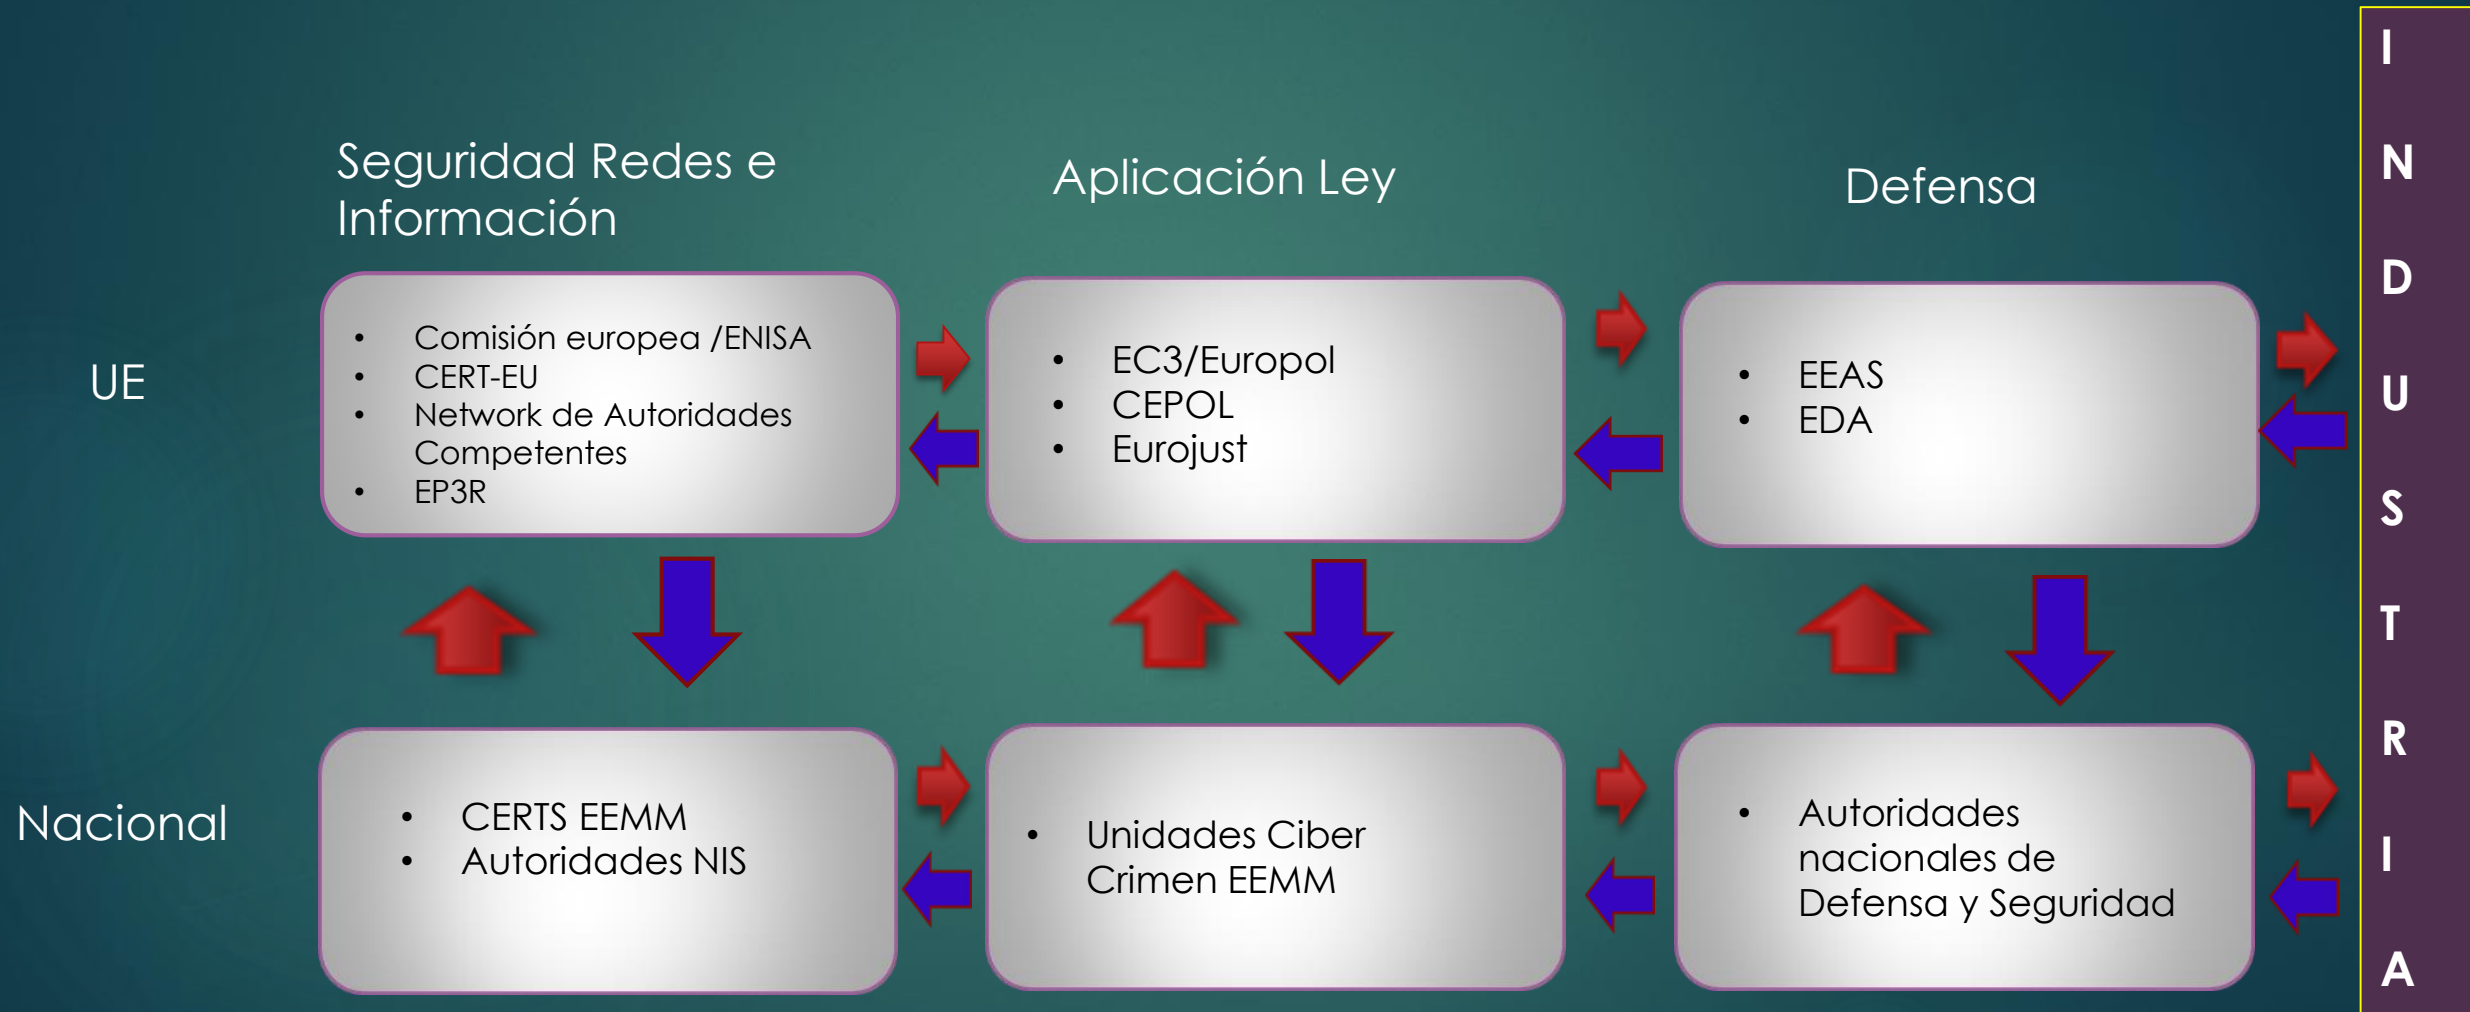 Seguridad Redes e
Información
Aplicación Ley
Defensa
UE
• Comisión europea /ENISA
• CERT-EU
• Network de Autoridades
Competentes
• EP3R
• EC3/Europol
• CEPOL
• Eurojust
• EEAS
• EDA
Nacional
• CERTS EEMM
• Autoridades NIS
• Unidades Ciber
Crimen EEMM
• Autoridades
nacionales de
Defensa y Seguridad
I
N
D
U
S
T
R
I
A